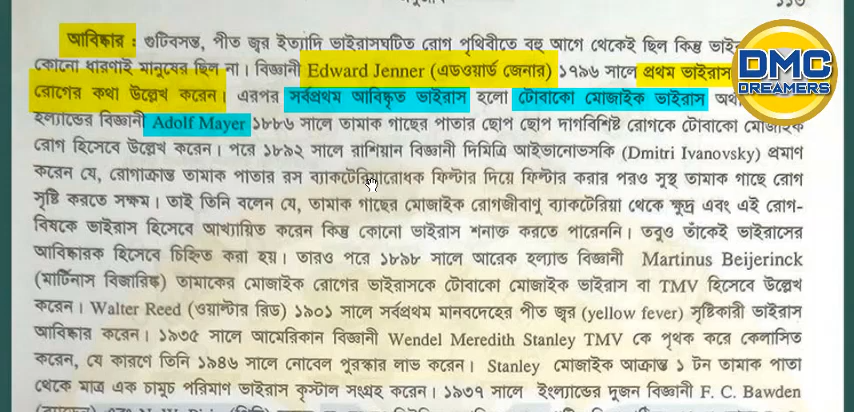 আবিষ্কার : গুটিবসন্ত, পীত জ্বর ইত্যাদি ভাইরাসঘটিত রোগ পৃথিবীতে বহু আগে থেকেই ছিল কিন্তু
কোনো ধারণাই মানুষের ছিল না। বিজ্ঞানী Edward Jenner (এডওয়ার্ড জেনার) ১৭৯৬ সালে প্রথম ভাইরাস
রোগের কথা উল্লেখ করেন। এরপর সর্বপ্রথম আবিষ্কৃত ভাইরাস হলো টোবাকো মোজাইক ভাইরাস
হল্যান্ডের বিজ্ঞানী Adolf Mayer ১৮৮৬ সালে তামাক গাছের পাতার ছোপ ছোপ দাগবিশিষ্ট রোগকে টোবাকো মোজাইক
রোগ হিসেবে উল্লেখ করেন। পরে ১৮৯২ সালে রাশিয়ান বিজ্ঞানী দিমিত্রি আইভানোভসকি (Dmitri Ivanovsky) প্রমাণ
করেন যে, রোগাক্রান্ত তামাক পাতার রস ব্যাকটেরিয়ারোধক ফিল্টার দিয়ে ফিল্টার করার পরও সুস্থ তামাক গাছে রোগ
সৃষ্টি করতে সক্ষম। তাই তিনি বলেন যে, তামাক গাছের মোজাইক রোগজীবাণু ব্যাকটেরিয়া থেকে ক্ষুদ্র এবং এই রোগ-
বিষকে ভাইরাস হিসেবে আখ্যায়িত করেন কিন্তু কোনো ভাইরাস শনাক্ত করতে পারেননি। তবুও তাঁকেই ভাইরাসের
আবিষ্কারক হিসেবে চিহ্নিত করা হয়। তারও পরে ১৮৯৮ সালে আরেক হল্যান্ড বিজ্ঞানী Martinus Beijerinck
(মার্টিনাস বিজারিঙ্ক) তামাকের মোজাইক রোগের ভাইরাসকে টোবাকো মোজাইক ভাইরাস বা TMV হিসেবে উল্লেখ
করেন। Walter Reed (ওয়াল্টার রিড) ১৯০১ সালে সর্বপ্রথম মানবদেহের পীত জ্বর (yellow fever) সৃষ্টিকারী ভাইরাস
আবিষ্কার করেন। ১৯৩৫ সালে আমেরিকান বিজ্ঞানী Wendel Meredith Stanley TMV কে পৃথক করে কেলাসিত
করেন, যে কারণে তিনি ১৯৪৬ সালে নোবেল পুরস্কার লাভ করেন। Stanley মোজাইক আক্রান্ত ১ টন তামাক পাতা
থেকে মাত্র এক চামুচ পরিমাণ ভাইরাস কৃস্টাল সংগ্রহ করেন। ১৯৩৭ সালে ইংল্যান্ডের দুজন বিজ্ঞানী F. C. Bawden
DMC
DREAMERS